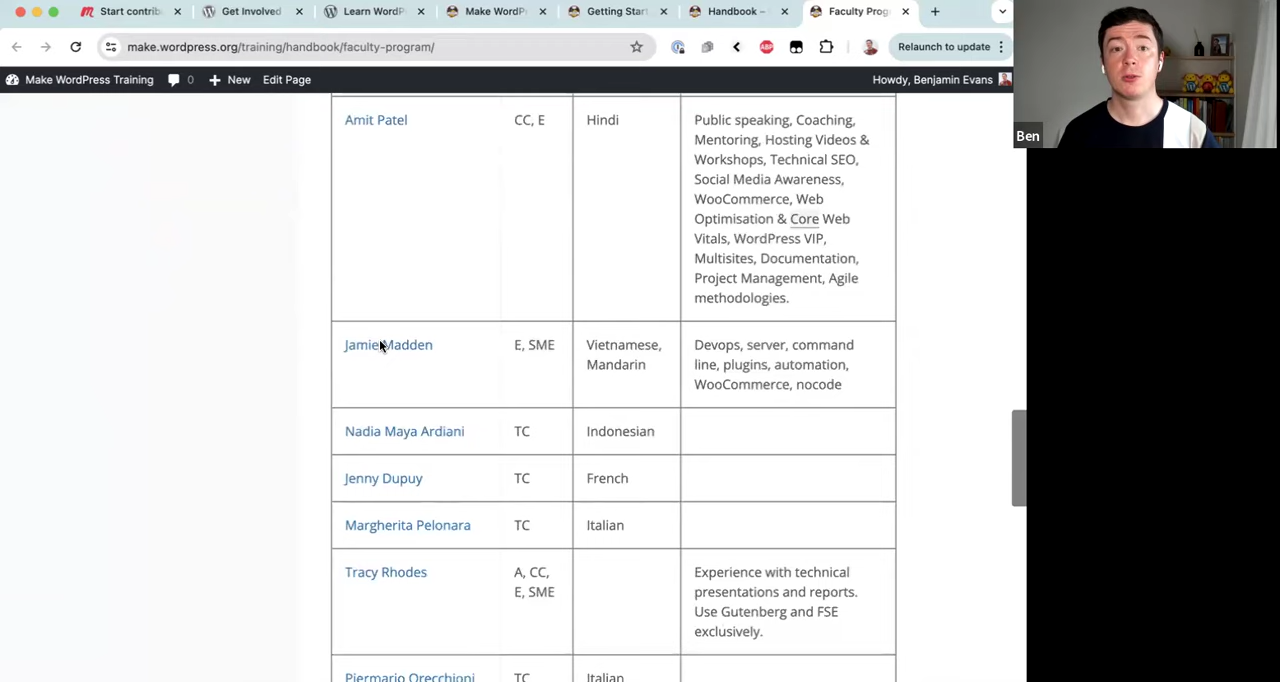 Start contrib
Get Involved
Learn WordP
Make WordP
Getting Star
Handbook –
Faculty Prog
make.wordpress.org/training/handbook/faculty-program/
ABP
Relaunch to update
Make WordPress Training
0
New
Edit Page
Howdy, Benjamin Evans
Ben
Amit Patel
CC, E
Hindi
Public speaking, Coaching,
Mentoring, Hosting Videos &
Workshops, Technical SEO,
Social Media Awareness,
WooCommerce, Web
Optimisation & Core Web
Vitals, WordPress VIP,
Multisites, Documentation,
Project Management, Agile
methodologies.
Jamie Madden
E, SME
Vietnamese,
Mandarin
Devops, server, command
line, plugins, automation,
WooCommerce, nocode
Nadia Maya Ardiani
TC
Indonesian
Jenny Dupuy
TC
French
Margherita Pelonara
TC
Italian
Tracy Rhodes
A, CC,
E, SME
Experience with technical
presentations and reports.
Use Gutenberg and FSE
exclusively.
Piermario Orecchioni
TC
Italian